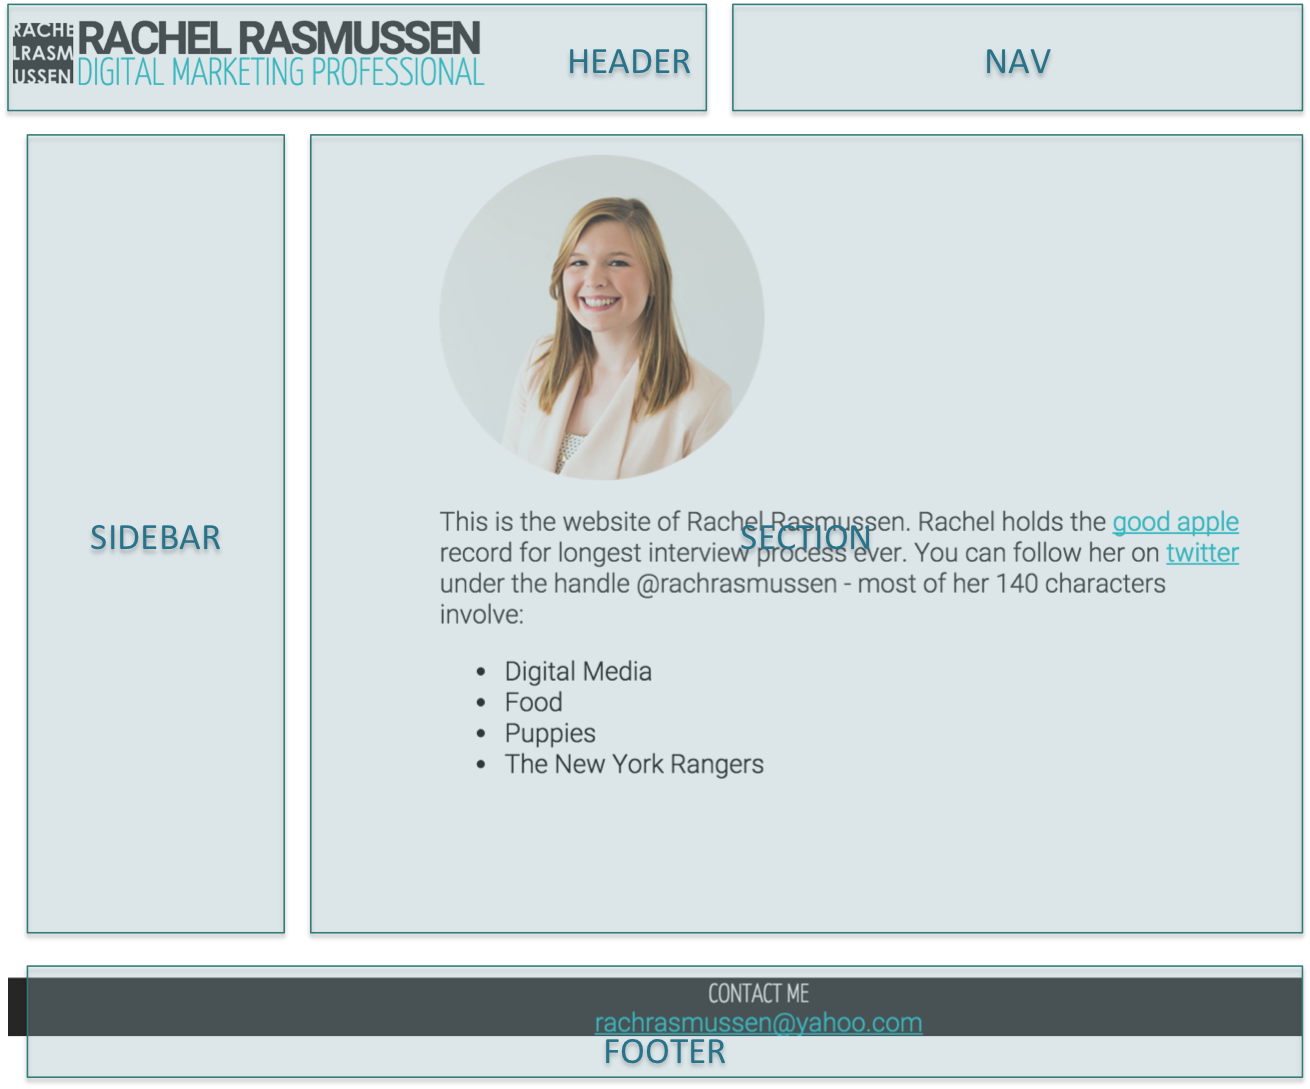 RACHE
LRASM
USSEN
RACHEL RASMUSSEN
DIGITAL MARKETING PROFESSIONAL
HEADER
NAV
SIDEBAR
This is the website of Rachel Rasmussen. Rachel holds the good apple
record for longest interview process ever. You can follow her on twitter
under the handle @rachrasmussen - most of her 140 characters
involve:
SECTION
• Digital Media
• Food
• Puppies
• The New York Rangers
CONTACT ME
rachrasmussen@yahoo.com
FOOTER